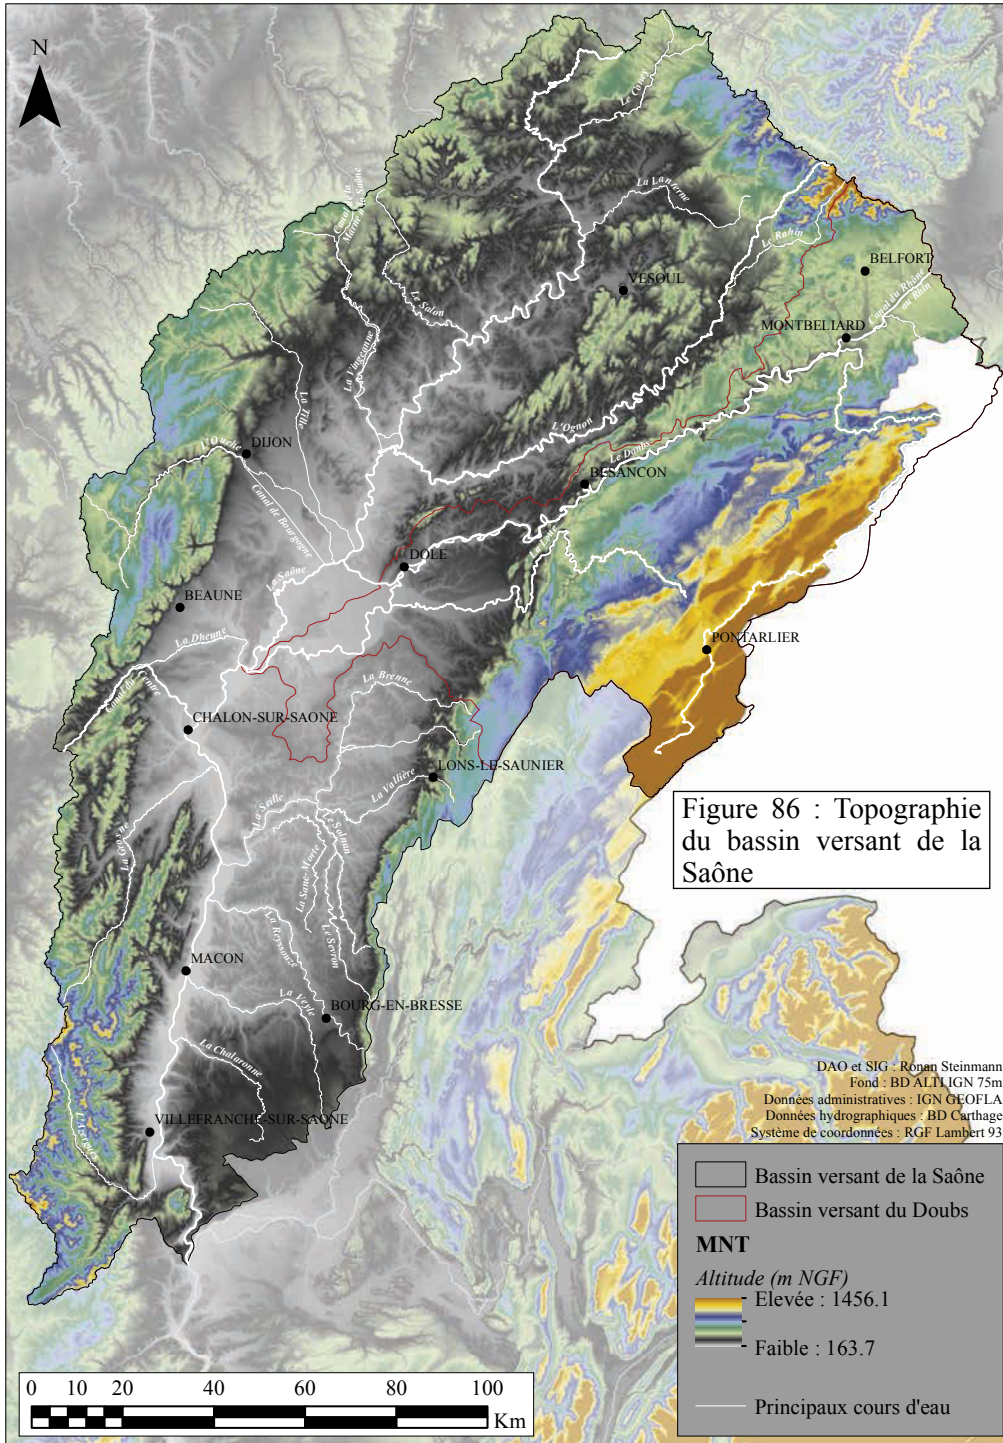 N
Le Coney
Canal de la
Marne à la Saône
La Lanterne
Le Rahin
BELFORT
VESOUL
Canal du Rhône
au Rhin
Le Salon
MONTBELIARD
La Vingeanne
La Tille
L'Ognon
L'Ouche
DIJON
Le Doubs
BESANCON
Canal de Bourgogne
La Loue
DOLE
La Saône
BEAUNE
La Dheune
PONTARLIER
Canal du Centre
La Brenne
CHALON-SUR-SAONE
LONS-LE-SAUNIER
La Vallière
La Seille
Le Solnan
La Grosne
La Sane-Morte
Figure 86 : Topographie
du bassin versant de la
Saône
La Reyssouze
Le Sevron
MACON
La Veyle
BOURG-EN-BRESSE
La Chalaronne
DAO et SIG : Ronan Steinmann
Fond : BD ALTI IGN 75m
Données administratives : IGN GEOFLA
Données hydrographiques : BD Carthage
Système de coordonnées : RGF Lambert 93
VILLEFRANCHE-SUR-SAONE
L'Azergues
Bassin versant de la Saône
Bassin versant du Doubs
MNT
Altitude (m NGF)
Elevée : 1456.1
Faible : 163.7
Principaux cours d'eau
0 10 20 40 60 80 100
Km